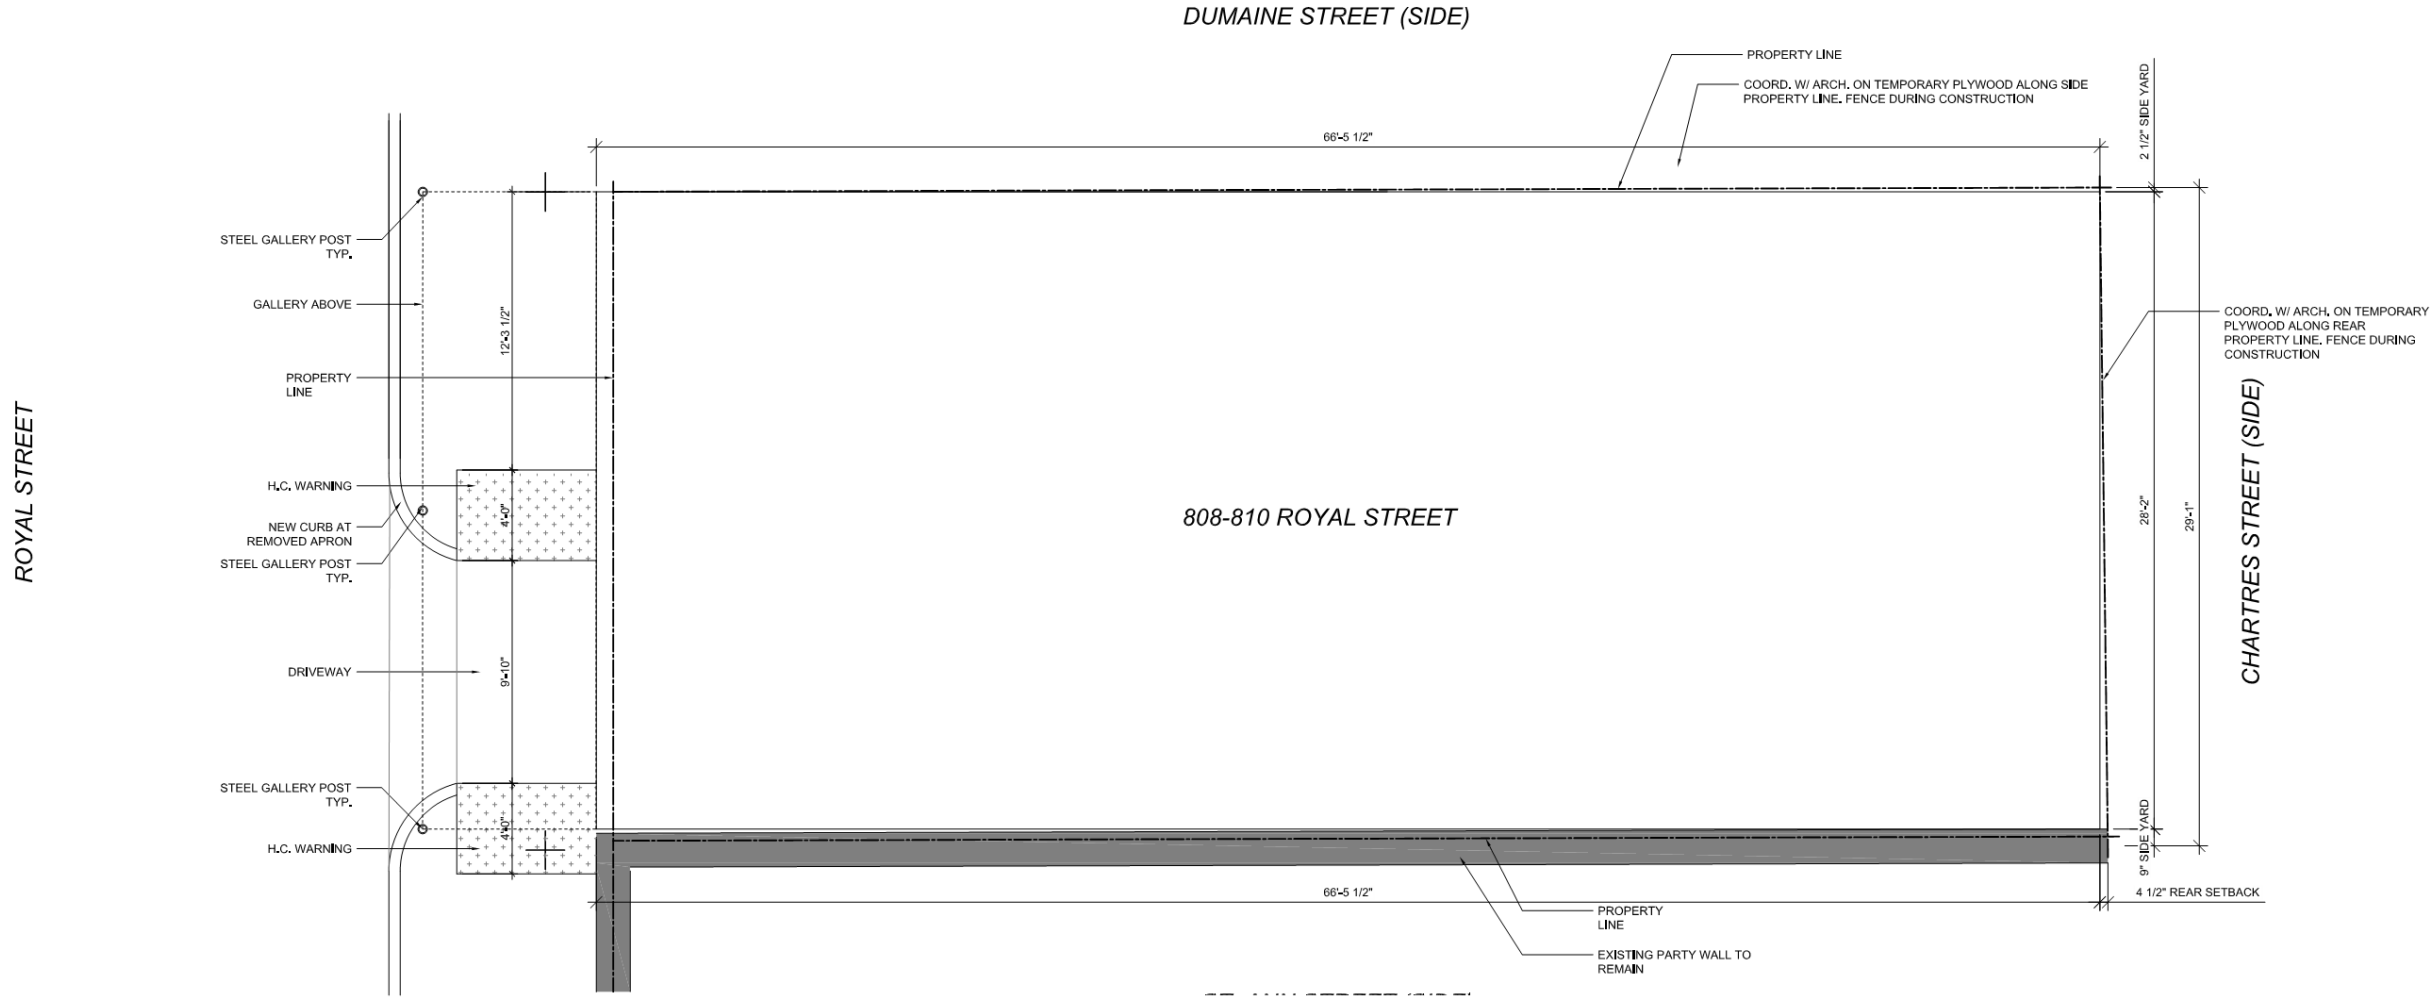 DUMAINE STREET (SIDE)
PROPERTY LINE
COORD. W/ ARCH. ON TEMPORARY PLYWOOD ALONG SIDE
PROPERTY LINE. FENCE DURING CONSTRUCTION
2 1/2" SIDE YARD
66'-5 1/2"
STEEL GALLERY POST
TYP.
GALLERY ABOVE
12'-3 1/2"
COORD. W/ ARCH. ON TEMPORARY
PLYWOOD ALONG REAR
PROPERTY LINE. FENCE DURING
CONSTRUCTION
PROPERTY
LINE
ROYAL STREET
H.C. WARNING
4'-0"
NEW CURB AT
REMOVED APRON
STEEL GALLERY POST
TYP.
808-810 ROYAL STREET
28'-2"
29'-1"
CHARTRES STREET (SIDE)
DRIVEWAY
9'-10"
STEEL GALLERY POST
TYP.
4'-0"
H.C. WARNING
9" SIDE YARD
66'-5 1/2"
4 1/2" REAR SETBACK
PROPERTY
LINE
EXISTING PARTY WALL TO
REMAIN